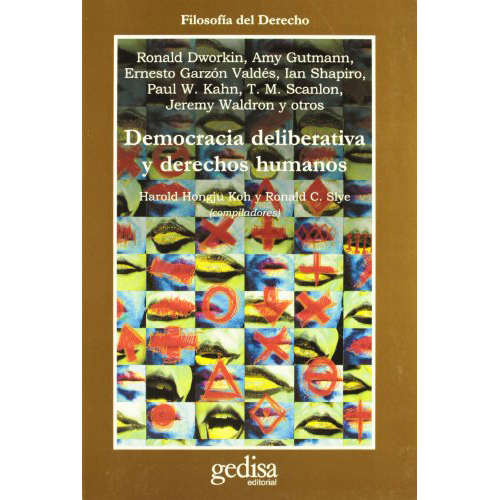 Filosofía del Derecho
Ronald Dworkin, Amy Gutmann,
Ernesto Garzón Valdés, Ian Shapiro,
Paul W. Kahn, T. M. Scanlon,
Jeremy Waldron y otros
Democracia deliberativa
y derechos humanos
Harold Hongju Koh y Ronald C. Slye
(compiladores)
gedisa
editorial